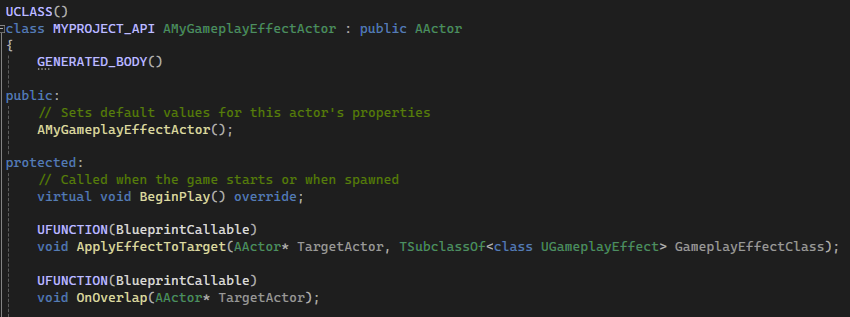 UCLASS()
class MYPROJECT_API AMyGameplayEffectActor : public AActor
{
GENERATED_BODY()
public:
// Sets default values for this actor's properties
AMyGameplayEffectActor();
protected:
// Called when the game starts or when spawned
virtual void BeginPlay() override;
UFUNCTION(BlueprintCallable)
void ApplyEffectToTarget(AActor* TargetActor, TSubclassOf<class UGameplayEffect> GameplayEffectClass);
UFUNCTION(BlueprintCallable)
void OnOverlap(AActor* TargetActor);